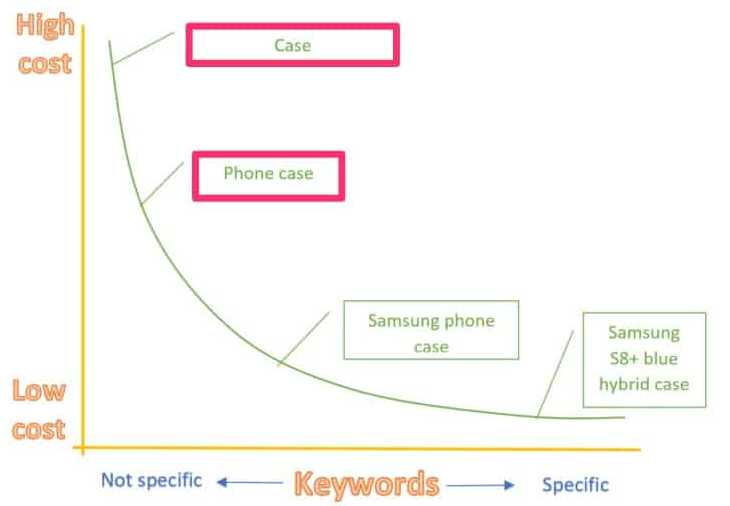 High
cost
Case
Phone case
Samsung phone
case
Samsung
S8+ blue
hybrid case
Low
cost
Not specific
Keywords
Specific